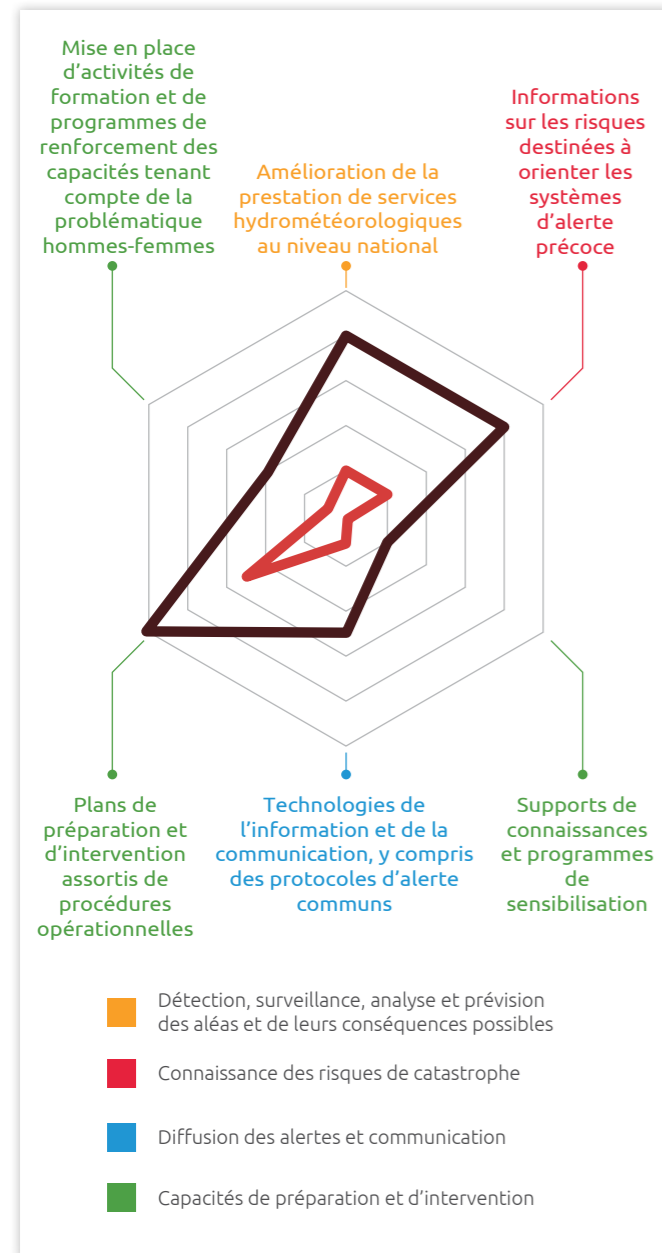 Mise en place
d’activités de
formation et de
programmes de
renforcement des
capacités tenant
compte de la
problématique
hommes-femmes
Amélioration de la
prestation de services
hydrométéorologiques
au niveau national
Informations
sur les risques
destinées à
orienter les
systèmes
d’alerte
précoce
Plans de
préparation et
d’intervention
assortis de
procédures
opérationnelles
Technologies de
l’information et de la
communication, y compris
des protocoles d’alerte
communs
Supports de
connaissances
et programmes
de
sensibilisation
Détection, surveillance, analyse et prévision
des aléas et de leurs conséquences possibles
Connaissance des risques de catastrophe
Diffusion des alertes et communication
Capacités de préparation et d’intervention